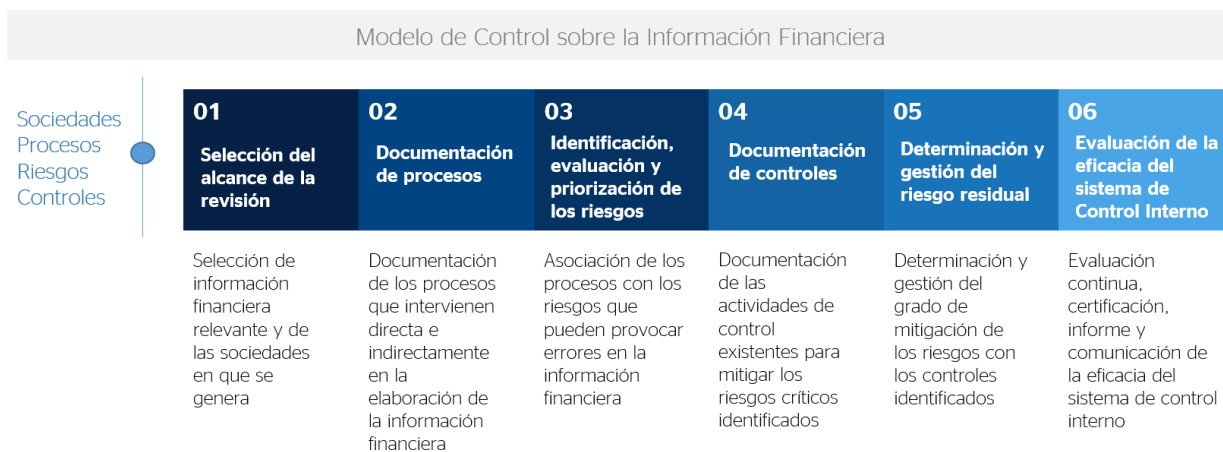 Modelo de Control sobre la Información Financiera
Sociedades
Procesos
Riesgos
Controles
01
Selección del
alcance de la
revisión
Selección de
información
financiera
relevante y de
las sociedades
en que se
genera
02
Documentación
de procesos
Documentación
de los procesos
que intervienen
directa e
indirectamente
en la
elaboración de
la información
financiera
03
Identificación,
evaluación y
priorización de
los riesgos
Asociación de los
procesos con los
riesgos que
pueden provocar
errores en la
información
financiera
04
Documentación
de controles
Documentación
de las
actividades de
control
existentes para
mitigar los
riesgos críticos
identificados
05
Determinación y
gestión del
riesgo residual
Determinación y
gestión del
grado de
mitigación de
los riesgos con
los controles
identificados
06
Evaluación de la
eficacia del
sistema de
Control Interno
Evaluación
continua,
certificación,
informe y
comunicación de
la eficacia del
sistema de control
interno